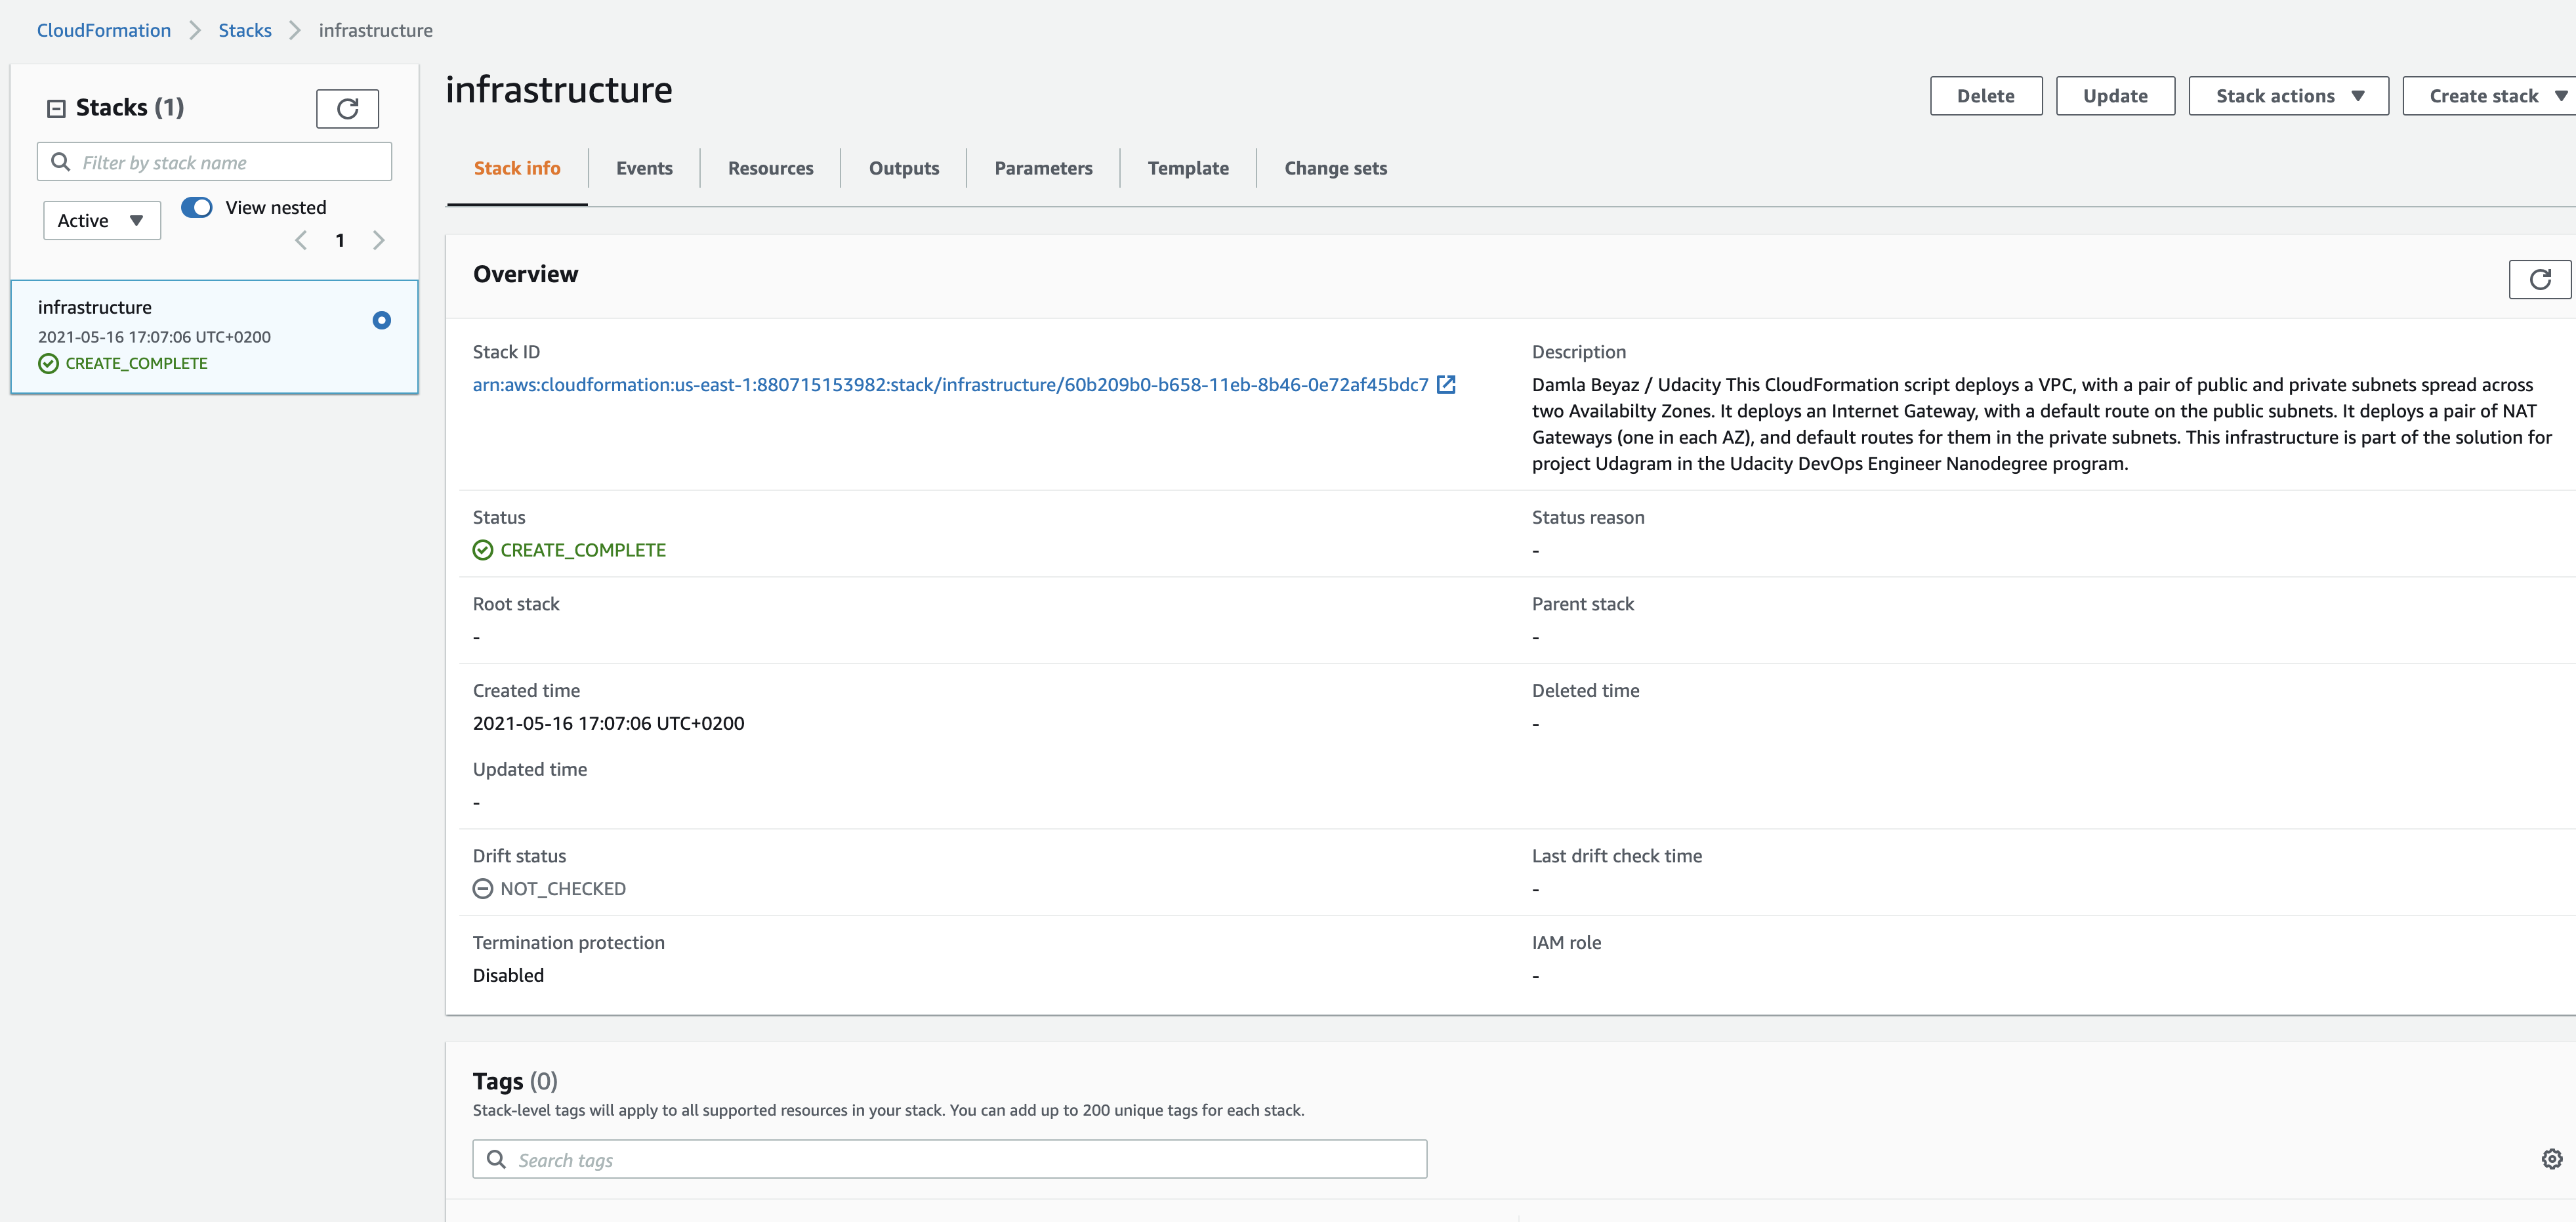 CloudFormation > Stacks > infrastructure
Stacks (1)
Filter by stack name
Active
View nested
1
infrastructure
2021-05-16 17:07:06 UTC+0200
CREATE_COMPLETE
infrastructure
Delete
Update
Stack actions
Create stack
Stack info
Events
Resources
Outputs
Parameters
Template
Change sets
Overview
Stack ID
arn:aws:cloudformation:us-east-1:880715153982:stack/infrastructure/60b209b0-b658-11eb-8b46-0e72af45bdc7
Description
Damla Beyaz / Udacity This CloudFormation script deploys a VPC, with a pair of public and private subnets spread across
two Availabilty Zones. It deploys an Internet Gateway, with a default route on the public subnets. It deploys a pair of NAT
Gateways (one in each AZ), and default routes for them in the private subnets. This infrastructure is part of the solution for
project Udagram in the Udacity DevOps Engineer Nanodegree program.
Status
CREATE_COMPLETE
Status reason
-
Root stack
-
Parent stack
-
Created time
2021-05-16 17:07:06 UTC+0200
Deleted time
-
Updated time
-
Drift status
NOT_CHECKED
Last drift check time
-
Termination protection
Disabled
IAM role
-
Tags (0)
Stack-level tags will apply to all supported resources in your stack. You can add up to 200 unique tags for each stack.
Search tags